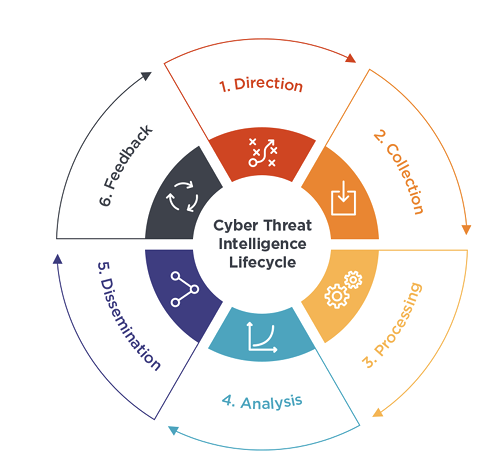 Cyber Threat
Intelligence
Lifecycle
1. Direction
2. Collection
3. Processing
4. Analysis
5. Dissemination
6. Feedback